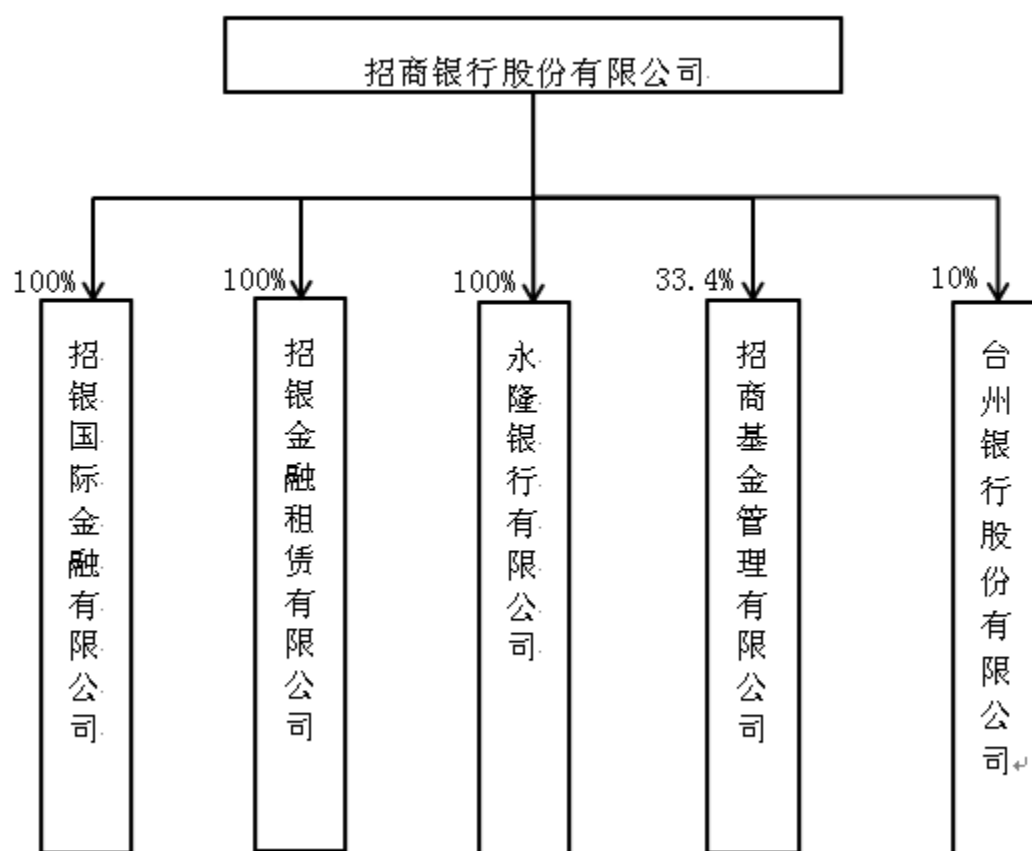 招商银行股份有限公司
100%
100%
100%
33.4%
10%
招银国际金融有限公司
招银金融租赁有限公司
永隆银行有限公司
招商基金管理有限公司
台州银行股份有限公司